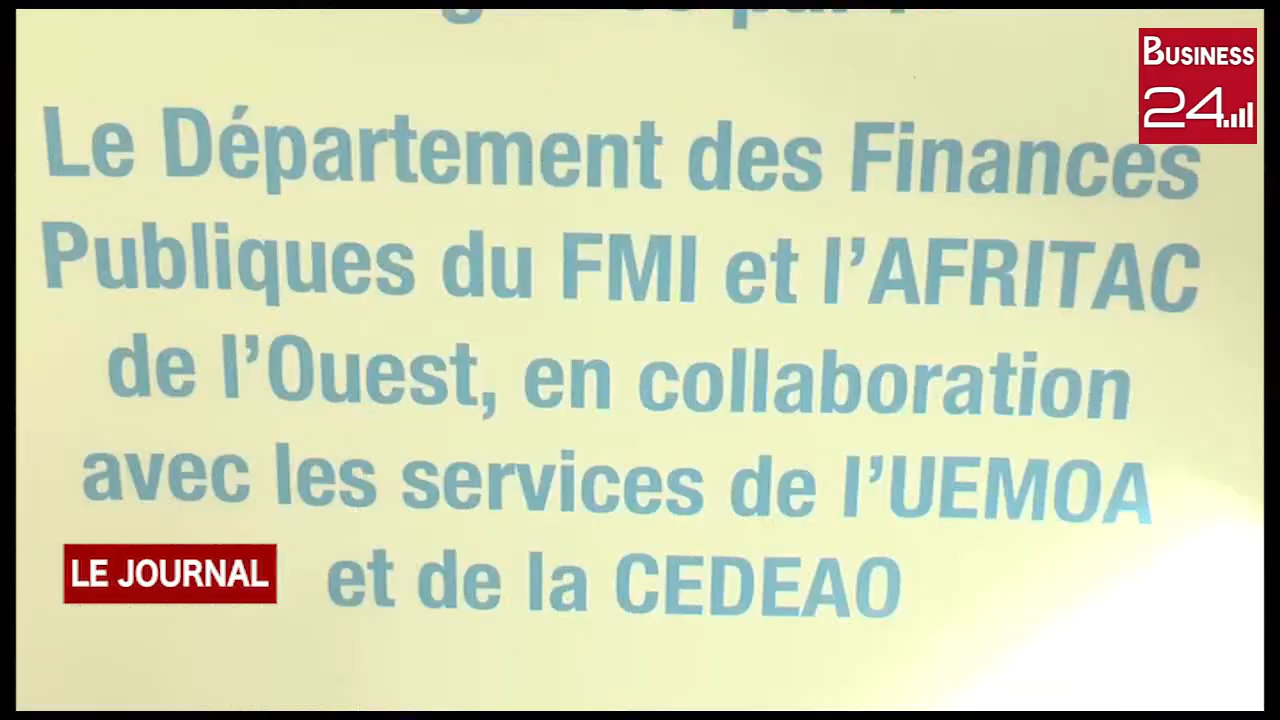 BUSINESS
24
Le Département des Finances
Publiques du FMI et l’AFRITAC
de l’Ouest, en collaboration
avec les services de l’UEMOA
et de la CEDEAO
LE JOURNAL